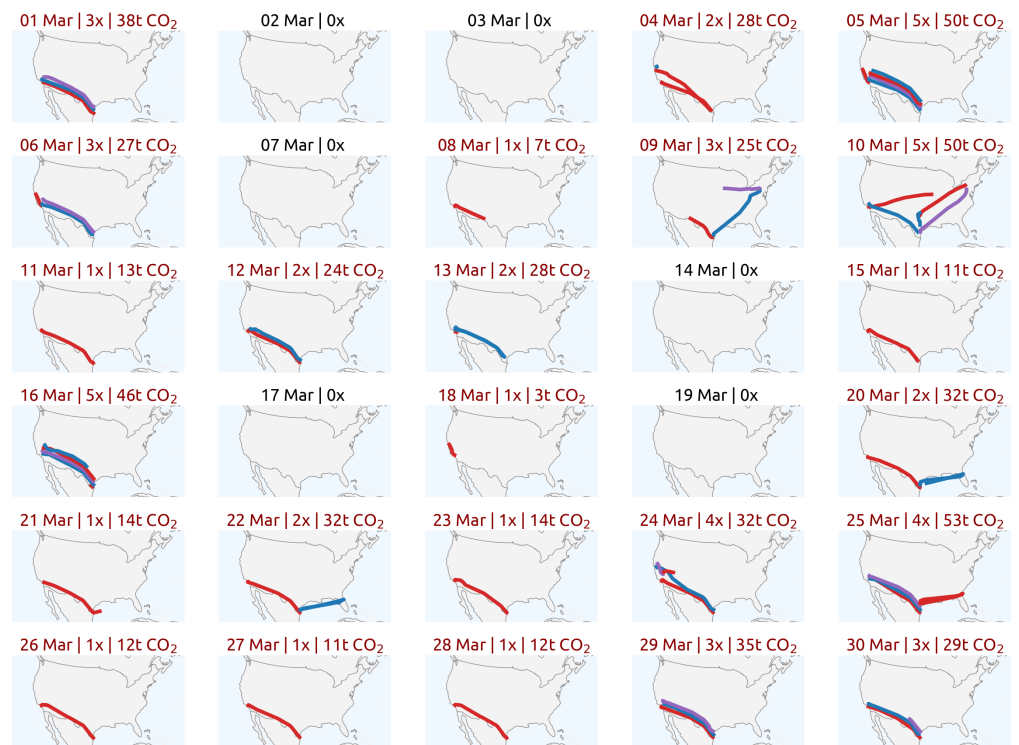 01 Mar | 3x | 38t CO₂
02 Mar | 0x
03 Mar | 0x
04 Mar | 2x | 28t CO₂
05 Mar | 5x | 50t CO₂
06 Mar | 3x | 27t CO₂
07 Mar | 0x
08 Mar | 1x | 7t CO₂
09 Mar | 3x | 25t CO₂
10 Mar | 5x | 50t CO₂
11 Mar | 1x | 13t CO₂
12 Mar | 2x | 24t CO₂
13 Mar | 2x | 28t CO₂
14 Mar | 0x
15 Mar | 1x | 11t CO₂
16 Mar | 5x | 46t CO₂
17 Mar | 0x
18 Mar | 1x | 3t CO₂
19 Mar | 0x
20 Mar | 2x | 32t CO₂
21 Mar | 1x | 14t CO₂
22 Mar | 2x | 32t CO₂
23 Mar | 1x | 14t CO₂
24 Mar | 4x | 32t CO₂
25 Mar | 4x | 53t CO₂
26 Mar | 1x | 12t CO₂
27 Mar | 1x | 11t CO₂
28 Mar | 1x | 12t CO₂
29 Mar | 3x | 35t CO₂
30 Mar | 3x | 29t CO₂